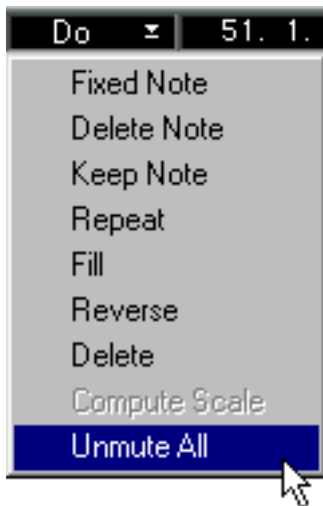 Do 51. 1.
Fixed Note
Delete Note
Keep Note
Repeat
Fill
Reverse
Delete
Compute Scale
Unmute All